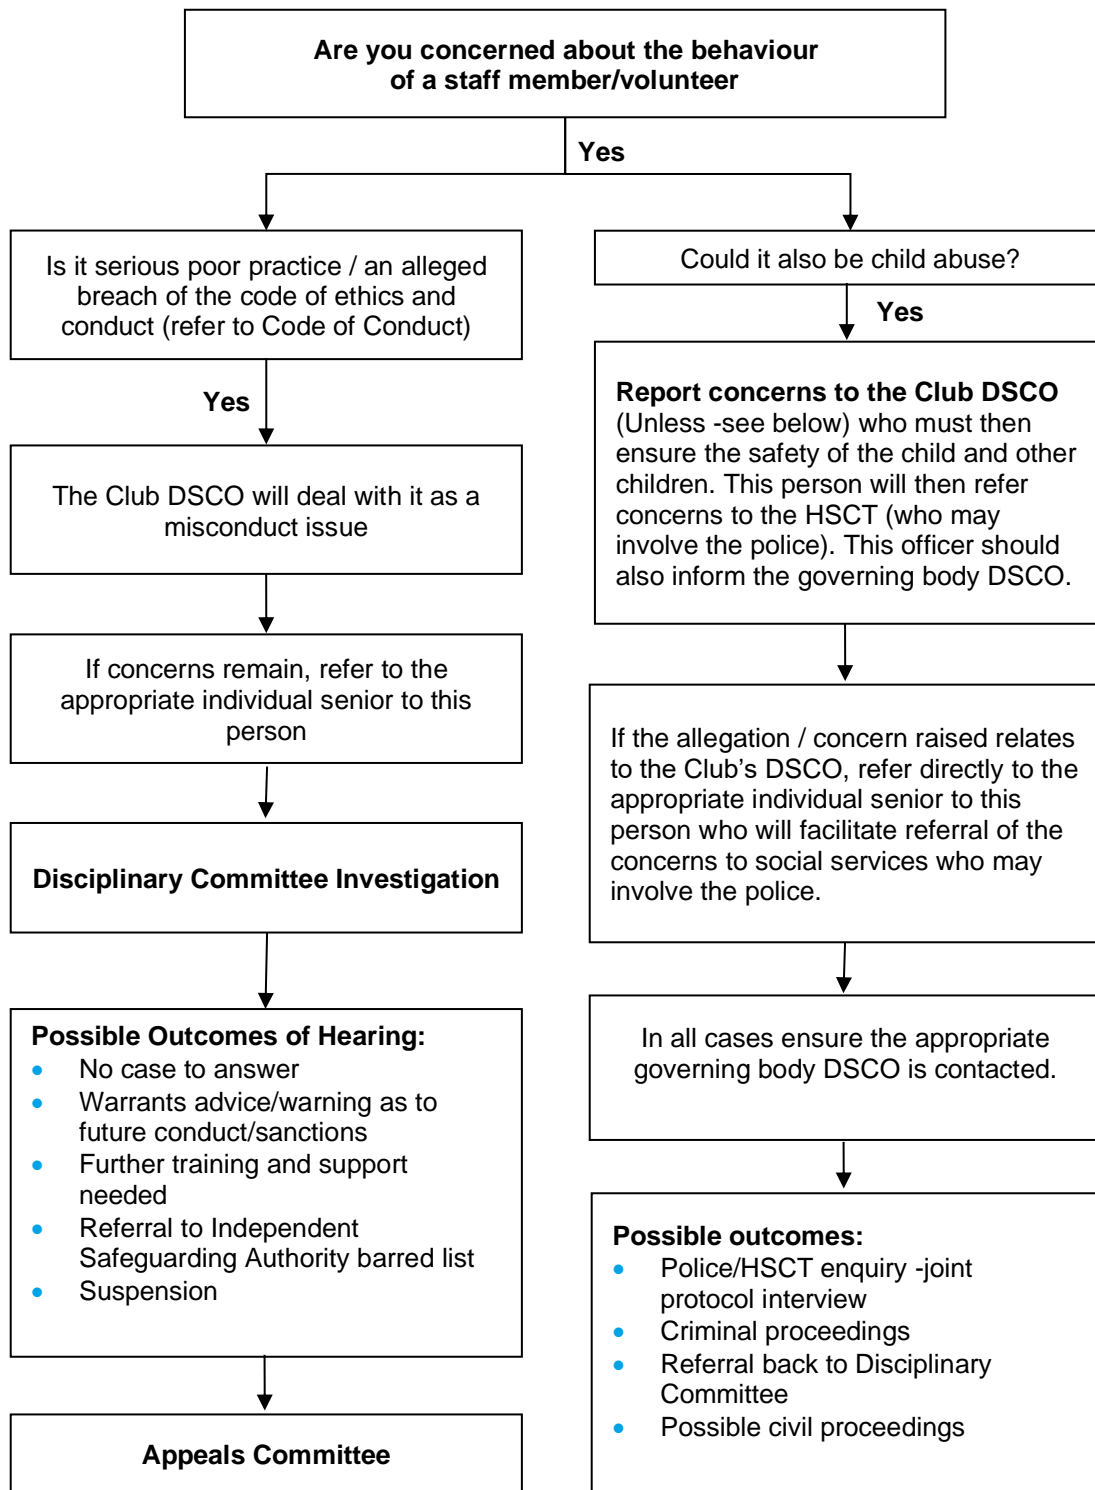 Are you concerned about the behaviour
of a staff member/volunteer
Yes
Is it serious poor practice / an alleged
breach of the code of ethics and
conduct (refer to Code of Conduct)
Yes
The Club DSCO will deal with it as a
misconduct issue
If concerns remain, refer to the
appropriate individual senior to this
person
Disciplinary Committee Investigation
Possible Outcomes of Hearing:
• No case to answer
• Warrants advice/warning as to
future conduct/sanctions
• Further training and support
needed
• Referral to Independent
Safeguarding Authority barred list
• Suspension
Appeals Committee
Could it also be child abuse?
Yes
Report concerns to the Club DSCO
(Unless -see below) who must then
ensure the safety of the child and other
children. This person will then refer
concerns to the HSCT (who may
involve the police). This officer should
also inform the governing body DSCO.
If the allegation / concern raised relates
to the Club’s DSCO, refer directly to the
appropriate individual senior to this
person who will facilitate referral of the
concerns to social services who may
involve the police.
In all cases ensure the appropriate
governing body DSCO is contacted.
Possible outcomes:
• Police/HSCT enquiry -joint
protocol interview
• Criminal proceedings
• Referral back to Disciplinary
Committee
• Possible civil proceedings